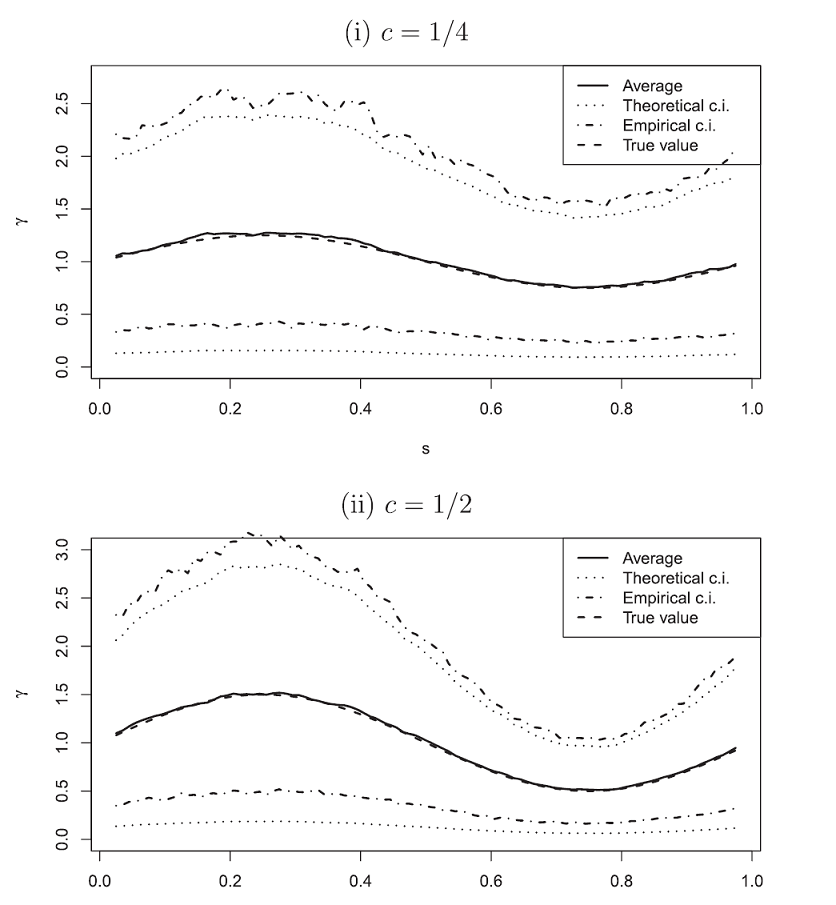 (i) c = 1/4
γ
2.5
2.0
1.5
1.0
0.5
0.0
Average
Theoretical c.i.
Empirical c.i.
True value
0.0 0.2 0.4 0.6 0.8 1.0
s
(ii) c = 1/2
γ
3.0
2.5
2.0
1.5
1.0
0.5
0.0
Average
Theoretical c.i.
Empirical c.i.
True value
0.0 0.2 0.4 0.6 0.8 1.0